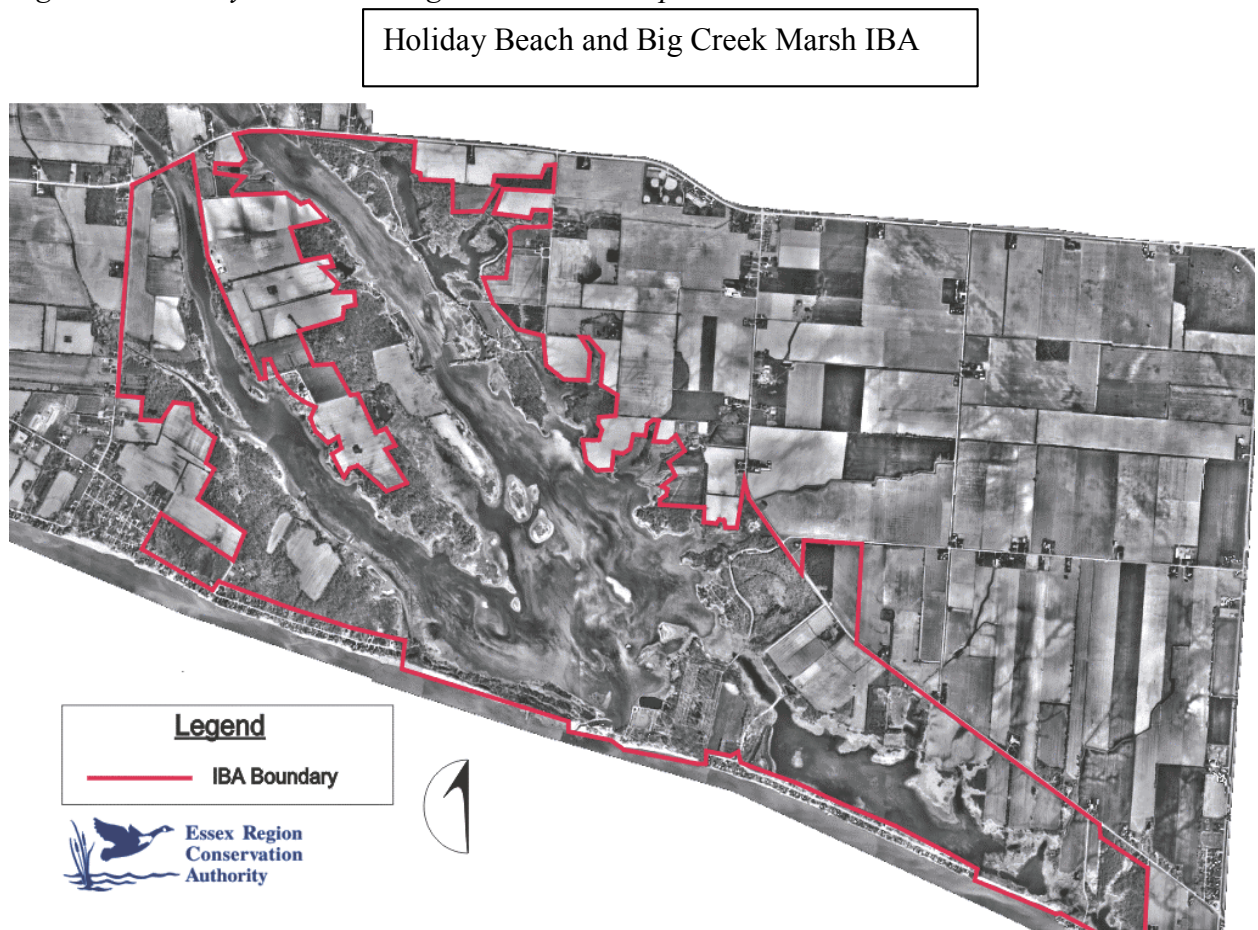 Holiday Beach and Big Creek Marsh IBA
Legend
IBA Boundary
Essex Region
Conservation
Authority